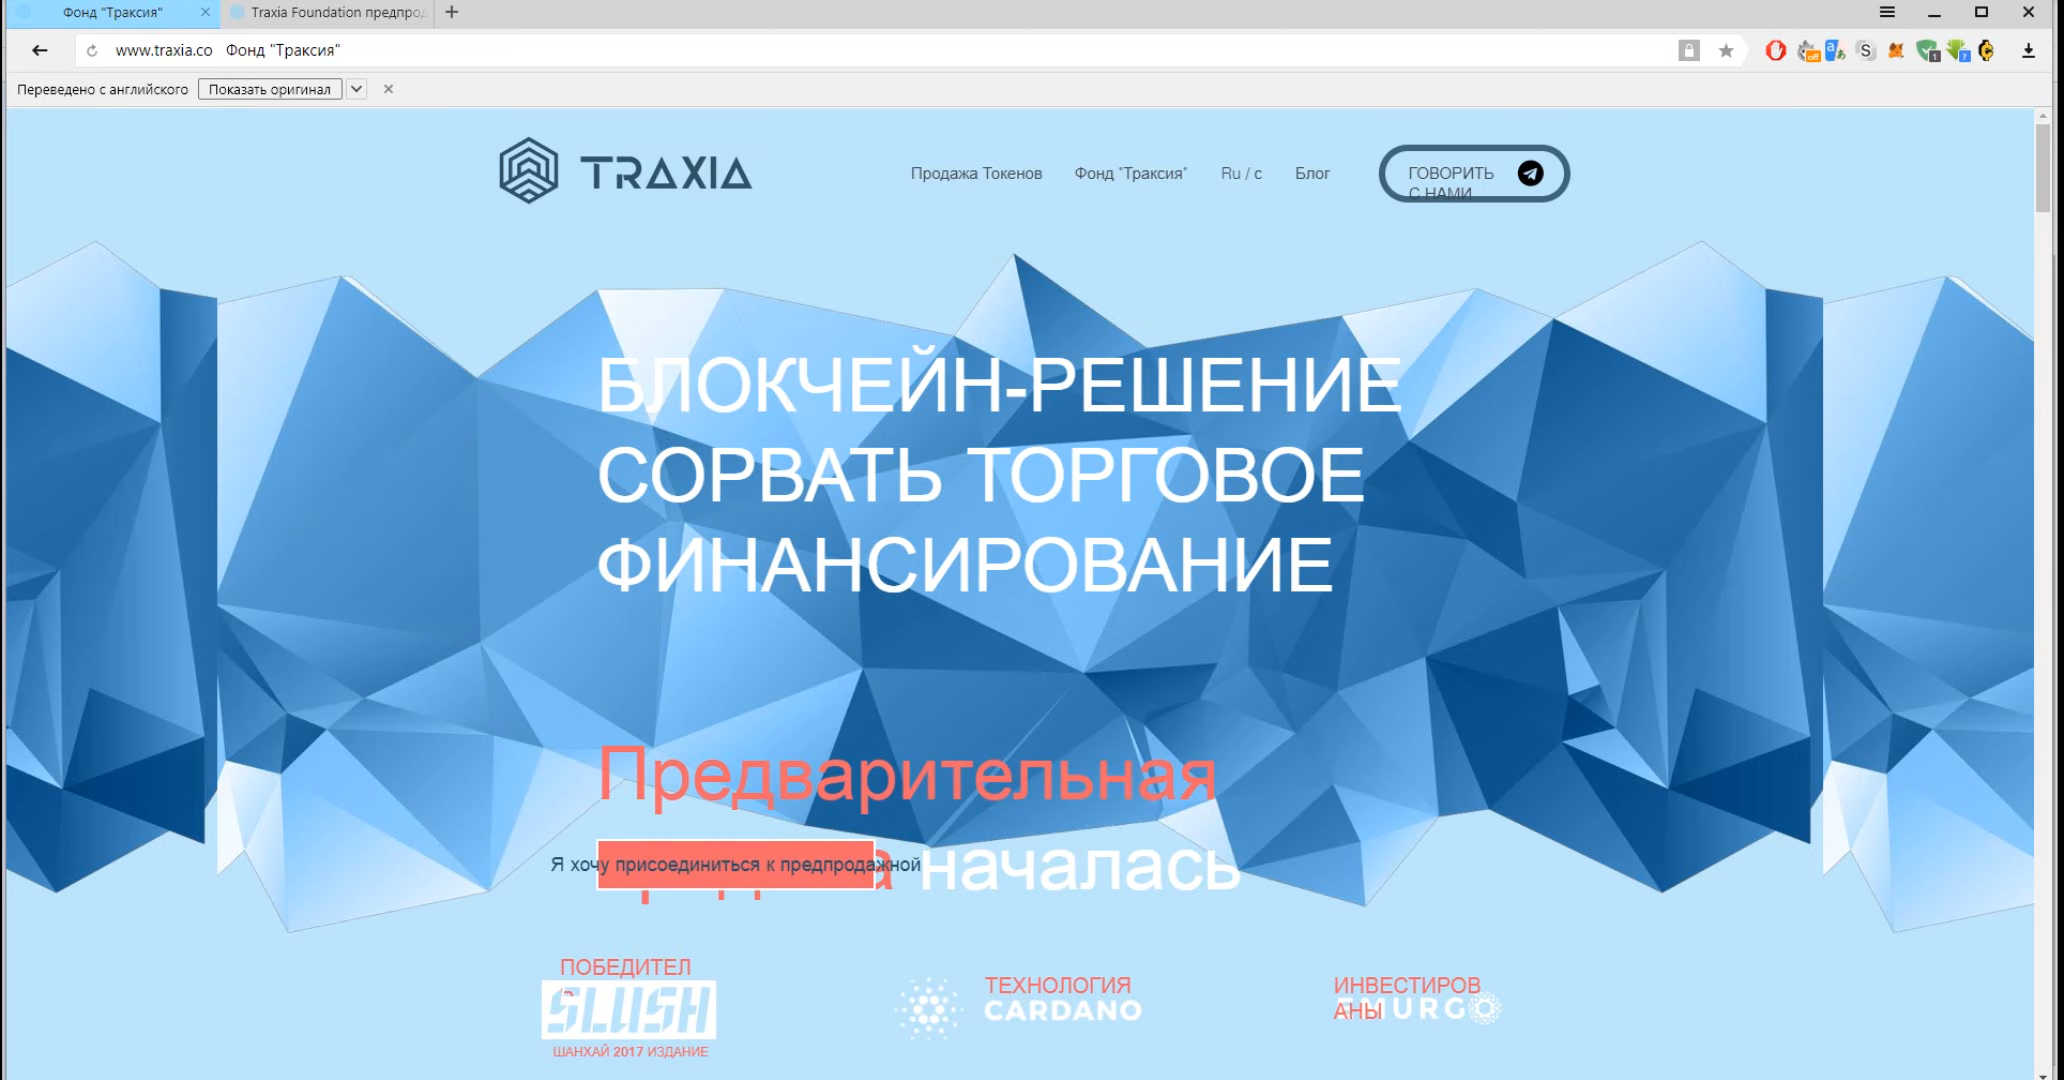 Фонд "Траксия"
Traxia Foundation предпро
www.traxia.co Фонд "Траксия"
Переведено с английского Показать оригинал
TRAXIA
Продажа Токенов Фонд "Траксия" Ru / с Блог
ГОВОРИТЬ
С НАМИ
БЛОКЧЕЙН-РЕШЕНИЕ
СОРВАТЬ ТОРГОВОЕ
ФИНАНСИРОВАНИЕ
Предварительная
началась
Я хочу присоединиться к предпродажной
ПОБЕДИТЕЛ
SLUSH
ШАНХАЙ 2017 ИЗДАНИЕ
ТЕХНОЛОГИЯ
CARDANO
ИНВЕСТИРОВ
АНЫ